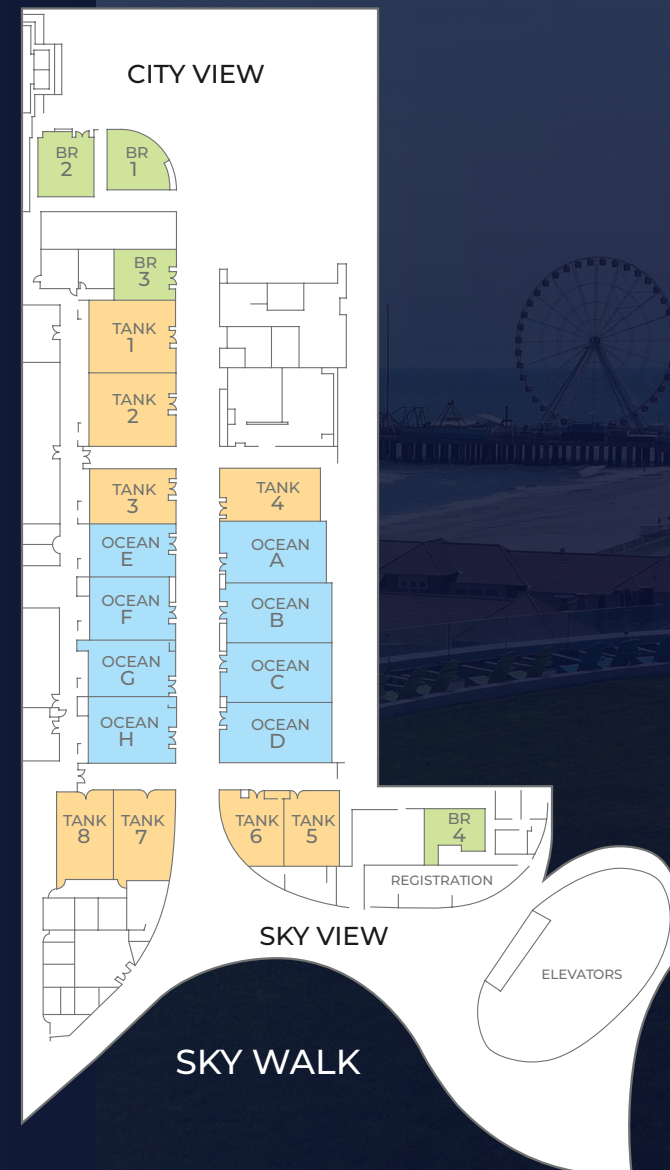 CITY VIEW
BR
2
BR
1
BR
3
TANK
1
TANK
2
TANK
3
TANK
4
OCEAN
E
OCEAN
A
OCEAN
F
OCEAN
B
OCEAN
G
OCEAN
C
OCEAN
H
OCEAN
D
TANK
8
TANK
7
TANK
6
TANK
5
BR
4
REGISTRATION
SKY VIEW
ELEVATORS
SKY WALK